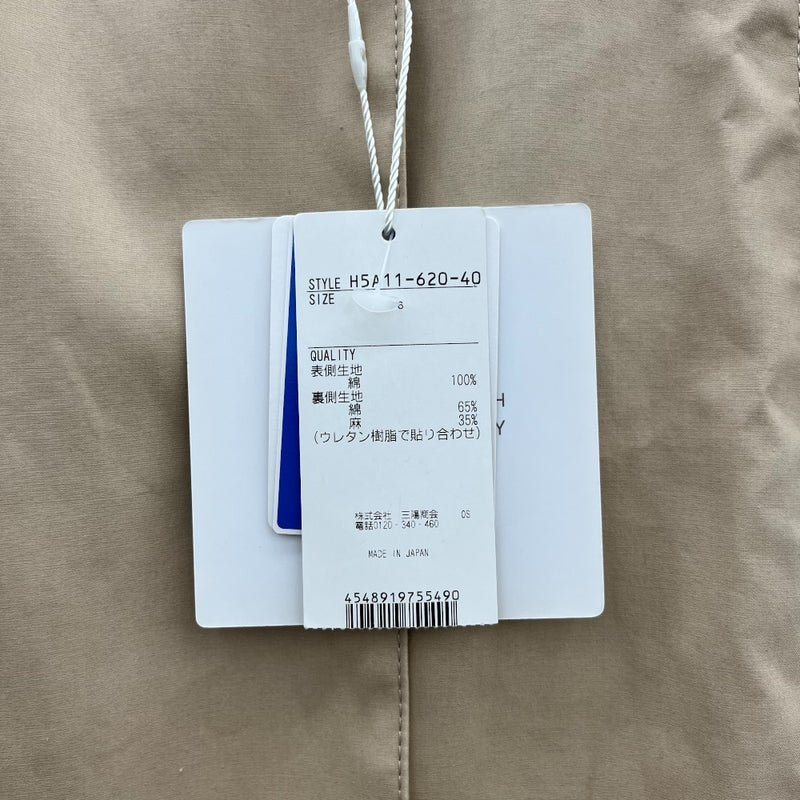 STYLE H5A11-620-40
SIZE
QUALITY
表側生地
綿 100%
裏側生地
綿 65%
麻 35%
(ウレタン樹脂で貼り合わせ)
H
Y
株式会社 三陽商会 OS
電話0120-340-460
MADE IN JAPAN
4548919755490